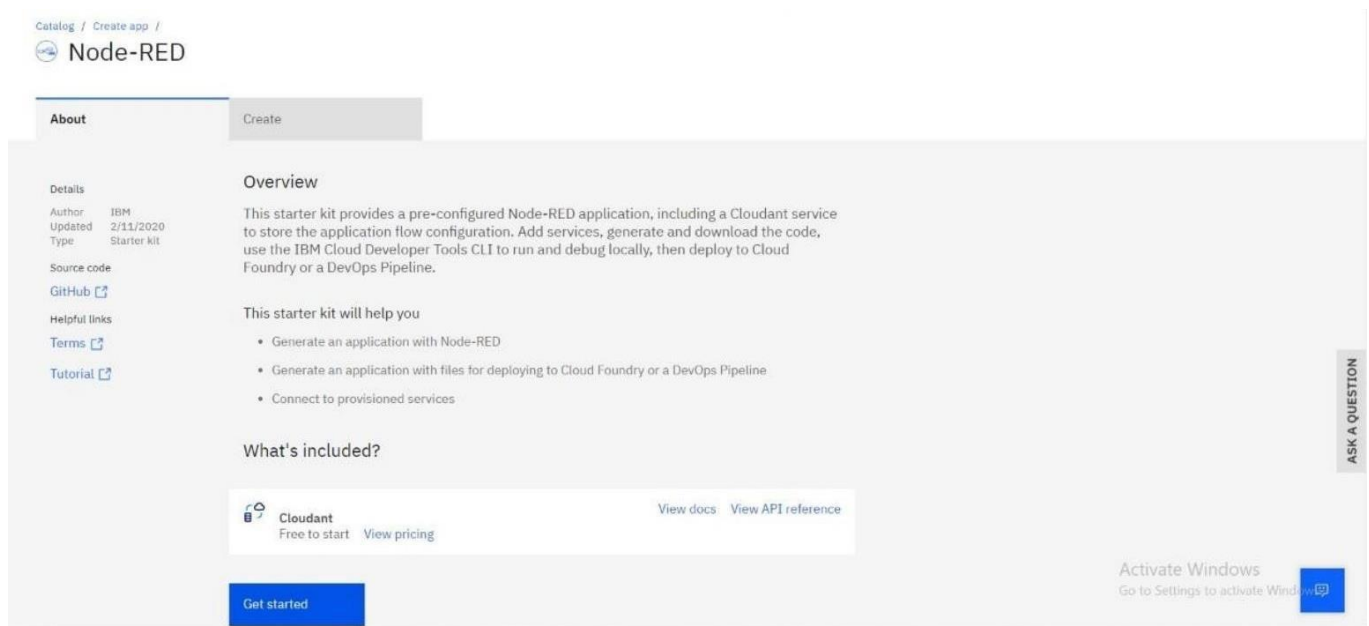 Catalog / Create app /
Node-RED
About
Create
Details
Author IBM
Updated 2/11/2020
Type Starter kit
Source code
GitHub
Helpful links
Terms
Tutorial
Overview
This starter kit provides a pre-configured Node-RED application, including a Cloudant service
to store the application flow configuration. Add services, generate and download the code,
use the IBM Cloud Developer Tools CLI to run and debug locally, then deploy to Cloud
Foundry or a DevOps Pipeline.
This starter kit will help you
• Generate an application with Node-RED
• Generate an application with files for deploying to Cloud Foundry or a DevOps Pipeline
• Connect to provisioned services
What's included?
Cloudant
Free to start View pricing
View docs View API reference
Get started
ASK A QUESTION
Activate Windows
Go to Settings to activate Window